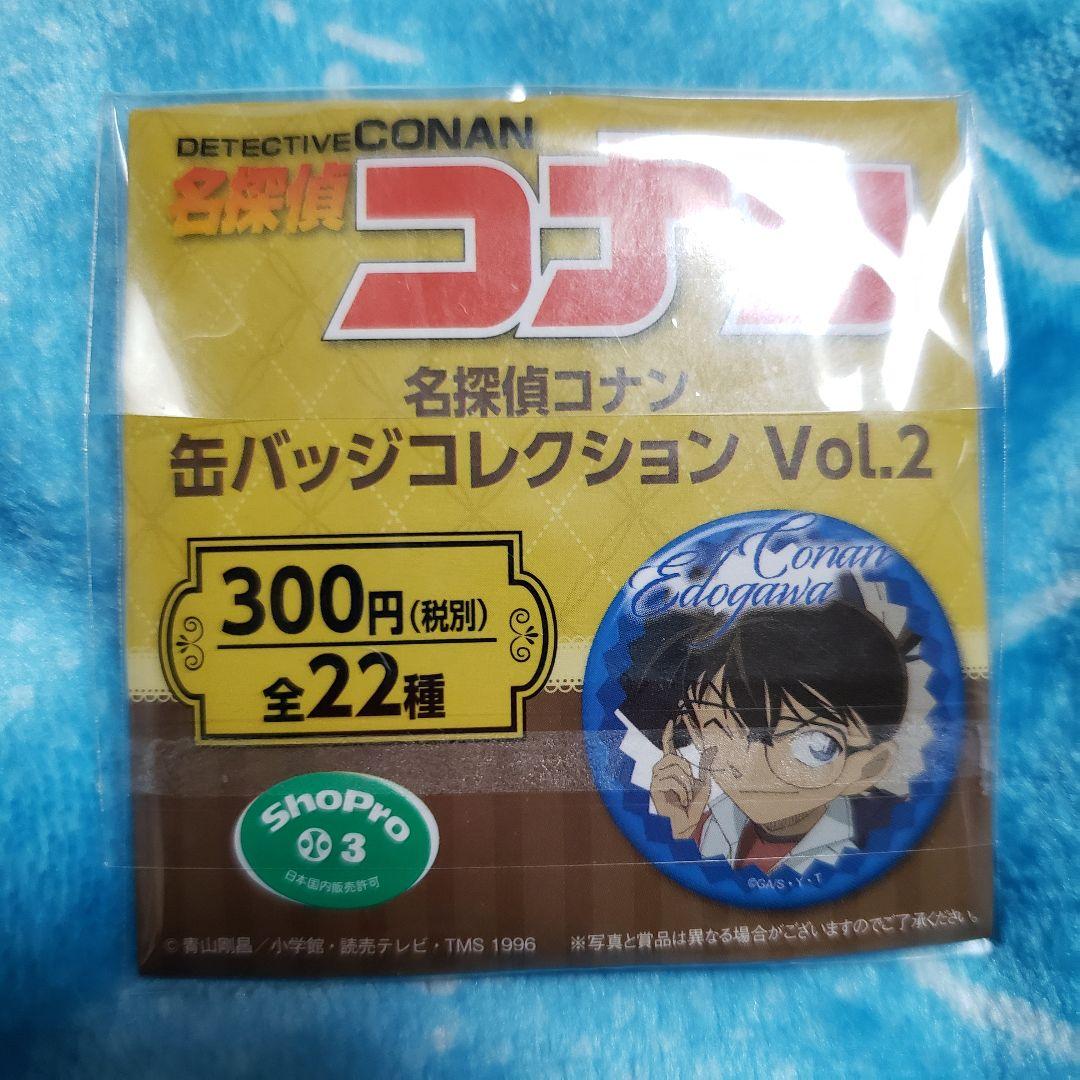 DETECTIVE CONAN
名探偵
コナン
名探偵コナン
缶バッジコレクション Vol.2
300円(税別)
全22種
Conan
Edogawa
©GA/S・Y・T
ShoPro
3
日本国内販売許可
© 青山剛昌／小学館・読売テレビ・TMS 1996
※写真と賞品は異なる場合がございますのでご了承ください。